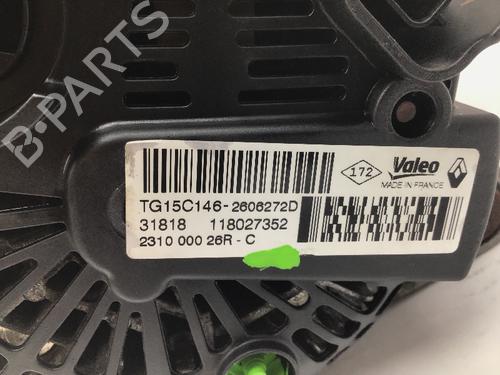 B-PARTS
172
Valeo
MADE IN FRANCE
TG15C146-2606272D
31818 118027352
2310 000 26R - C